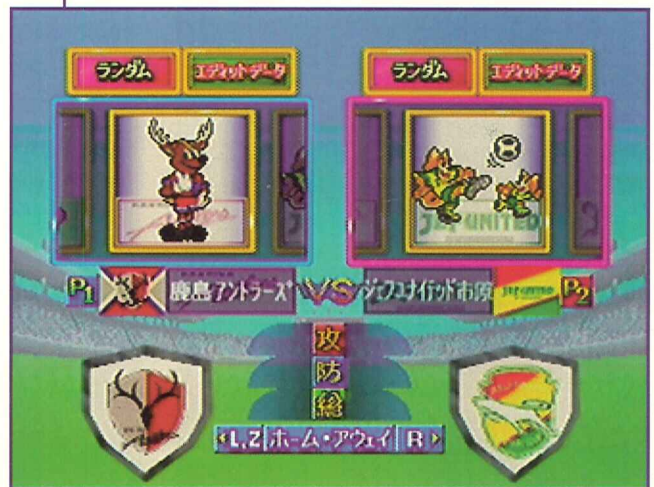 ランダム エディットデータ
ランダム エディットデータ
JEF UNITED
P1 鹿島アントラーズ VS ジェフユナイテッド市原 JEF UNITED P2
攻
防
総
L,Z ホーム・アウェイ R